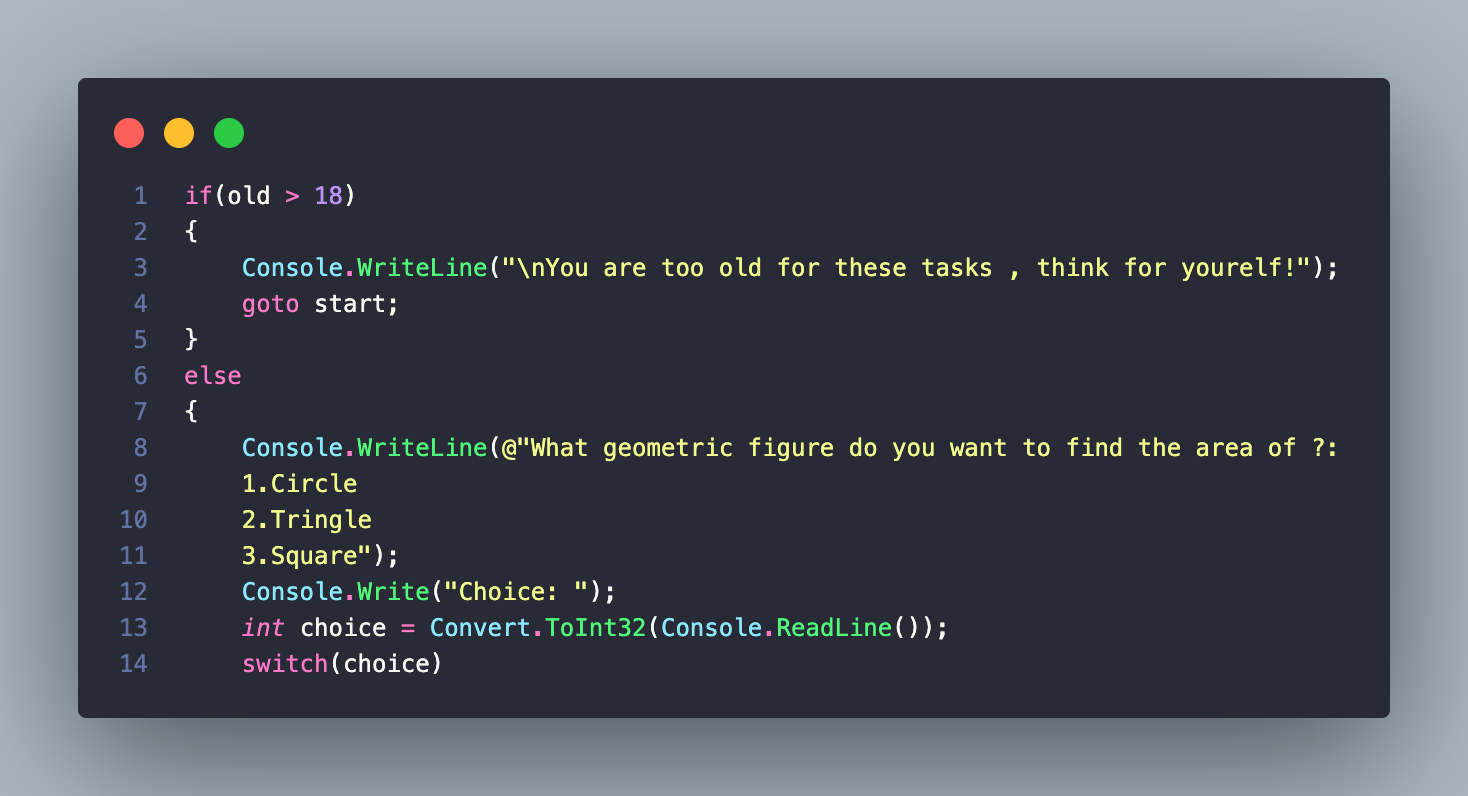 1 if(old > 18)
2 {
3     Console.WriteLine("\nYou are too old for these tasks , think for yourelf!");
4     goto start;
5 }
6 else
7 {
8     Console.WriteLine(@"What geometric figure do you want to find the area of ?:
9     1.Circle
10     2.Tringle
11     3.Square");
12     Console.Write("Choice: ");
13     int choice = Convert.ToInt32(Console.ReadLine());
14     switch(choice)